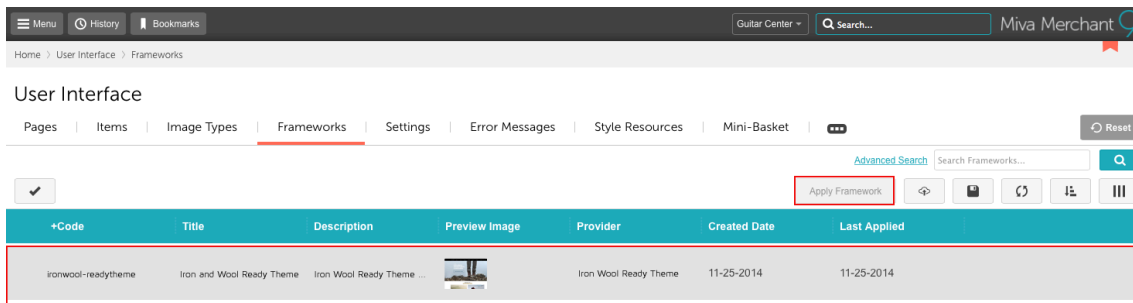 Menu History Bookmarks Guitar Center Search... Miva Merchant 9
Home > User Interface > Frameworks
User Interface
Pages Items Image Types Frameworks Settings Error Messages Style Resources Mini-Basket Reset
Advanced Search Search Frameworks...
Apply Framework
+Code Title Description Preview Image Provider Created Date Last Applied
ironwool-readytheme Iron and Wool Ready Theme Iron Wool Ready Theme ... Iron Wool Ready Theme 11-25-2014 11-25-2014